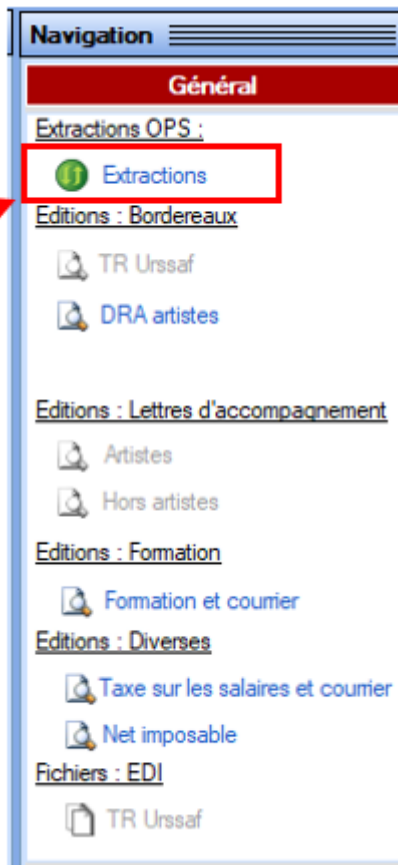 Navigation
Général
Extractions OPS :
Extractions
Editions : Bordereaux
TR Urssaf
DRA artistes
Editions : Lettres d'accompagnement
Artistes
Hors artistes
Editions : Formation
Formation et courrier
Editions : Diverses
Taxe sur les salaires et courrier
Net imposable
Fichiers : EDI
TR Urssaf